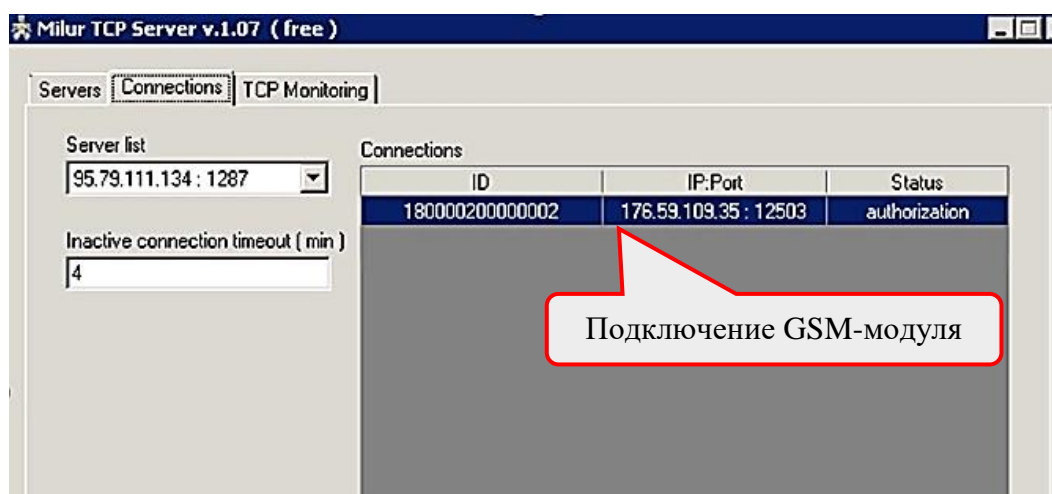 Milur TCP Server v.1.07 ( free )
Servers Connections TCP Monitoring
Server list
95.79.111.134 : 1287
Inactive connection timeout ( min )
4
Connections
ID IP:Port Status
180000200000002 176.59.109.35 : 12503 authorization
Подключение GSM-модуля